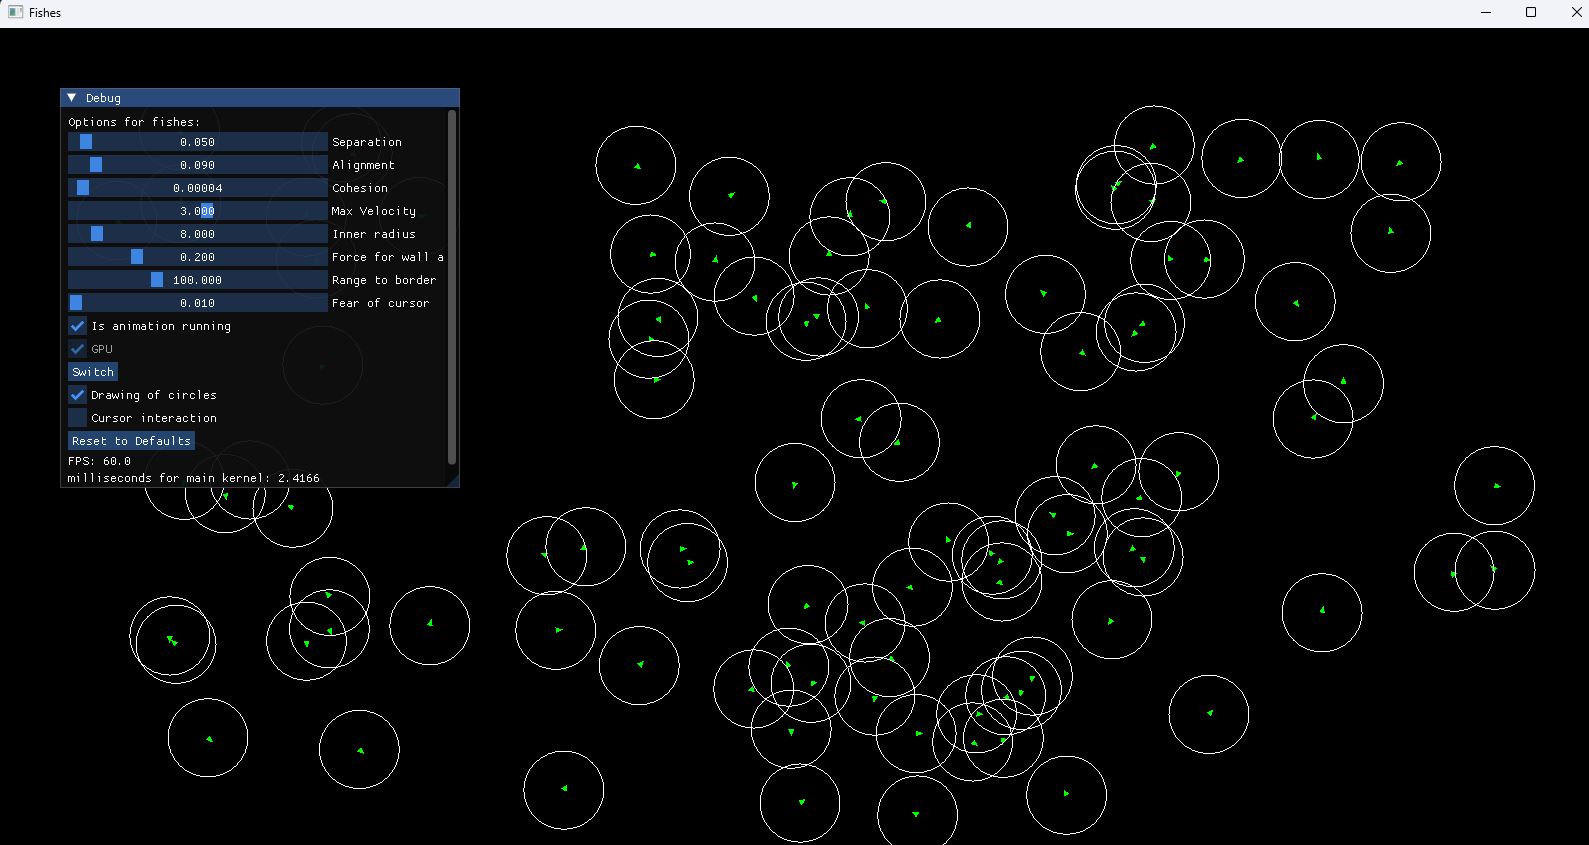 Fishes
Debug
Options for fishes:
0.050 Separation
0.090 Alignment
0.00004 Cohesion
3.000 Max Velocity
8.000 Inner radius
0.200 Force for wall a
100.000 Range to border
0.010 Fear of cursor
Is animation running
GPU
Switch
Drawing of circles
Cursor interaction
Reset to Defaults
FPS: 60.0
milliseconds for main kernel: 2.4166